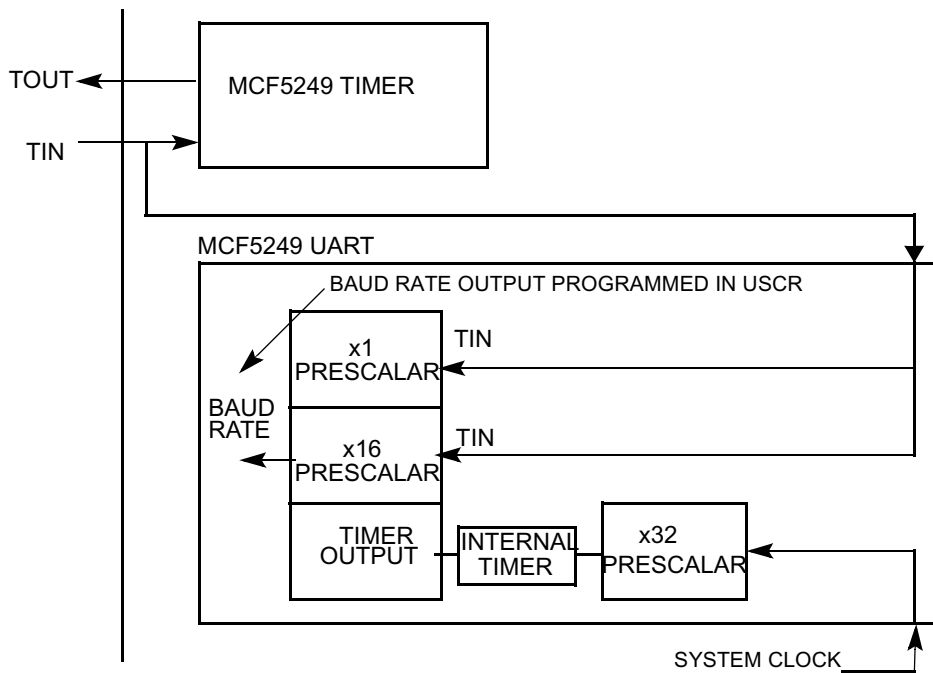 TOUT
MCF5249 TIMER
TIN
MCF5249 UART
BAUD RATE OUTPUT PROGRAMMED IN USCR
x1
PRESCALAR
TIN
BAUD
RATE
x16
PRESCALAR
TIN
TIMER
OUTPUT
INTERNAL
TIMER
x32
PRESCALAR
SYSTEM CLOCK